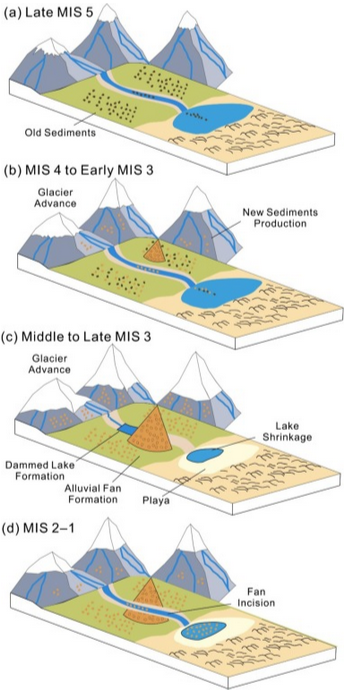 (a) Late MIS 5
Old Sediments
(b) MIS 4 to Early MIS 3
Glacier
Advance
New Sediments
Production
(c) Middle to Late MIS 3
Glacier
Advance
Lake
Shrinkage
Dammed Lake
Formation
Alluvial Fan
Formation
Playa
(d) MIS 2–1
Fan
Incision